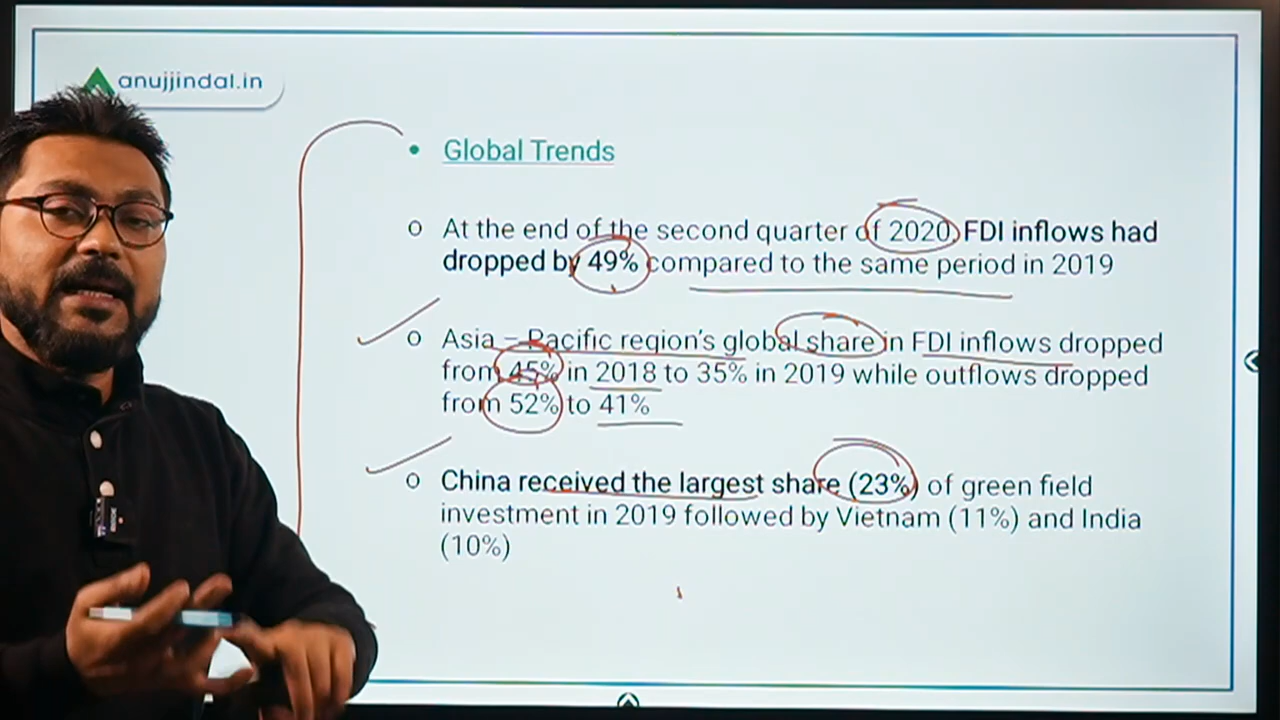 anujjindal.in
• Global Trends
o At the end of the second quarter of 2020, FDI inflows had
dropped by 49% compared to the same period in 2019
o Asia – Pacific region's global share in FDI inflows dropped
from 45% in 2018 to 35% in 2019 while outflows dropped
from 52% to 41%
o China received the largest share (23%) of green field
investment in 2019 followed by Vietnam (11%) and India
(10%)